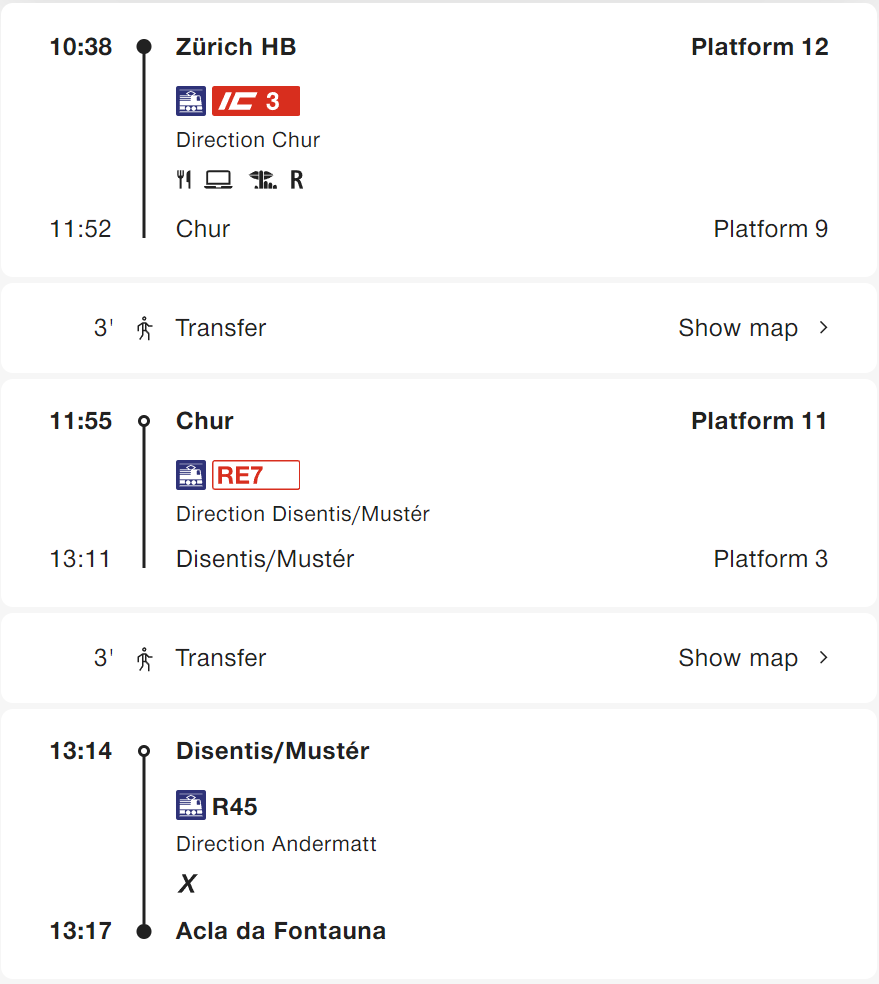 10:38 Zürich HB Platform 12
IC 3
Direction Chur
R
11:52 Chur Platform 9
3' Transfer Show map
11:55 Chur Platform 11
RE7
Direction Disentis/Mustér
13:11 Disentis/Mustér Platform 3
3' Transfer Show map
13:14 Disentis/Mustér
R45
Direction Andermatt
X
13:17 Acla da Fontauna